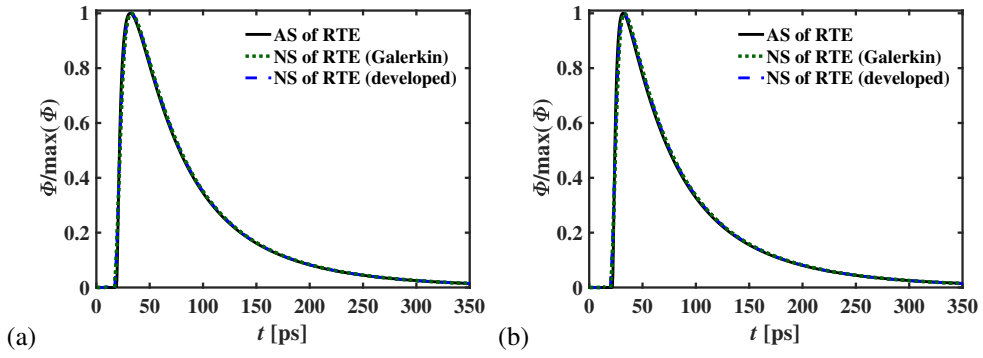 1
0.8
0.6
0.4
0.2
0
Φ/max(Φ)
AS of RTE
NS of RTE (Galerkin)
NS of RTE (developed)
0 50 100 150 200 250 300 350
t [ps]
(a)
1
0.8
0.6
0.4
0.2
0
Φ/max(Φ)
AS of RTE
NS of RTE (Galerkin)
NS of RTE (developed)
0 50 100 150 200 250 300 350
t [ps]
(b)